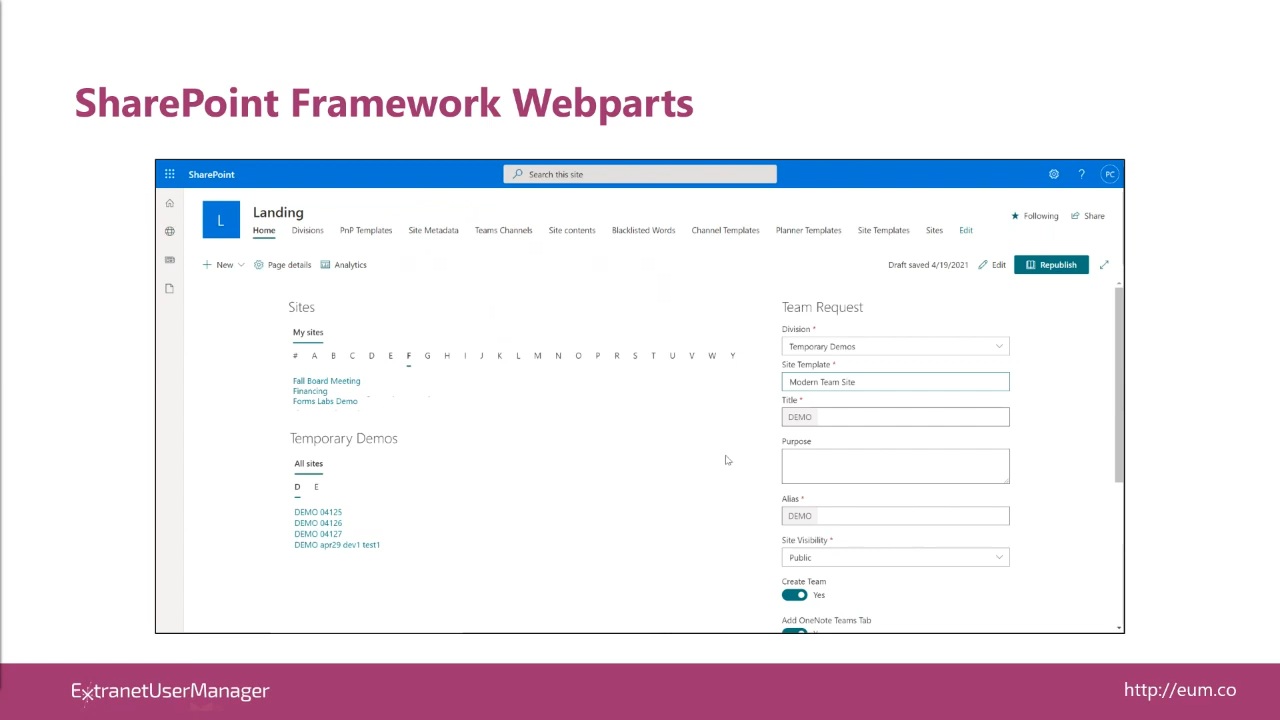 SharePoint Framework Webparts
SharePoint
Search this site
?
PC
L
Landing
Following
Share
Home Divisions PnP Templates Site Metadata Teams Channels Site contents Blacklisted Words Channel Templates Planner Templates Site Templates Sites Edit
New Page details Analytics
Draft saved 4/19/2021 Edit Republish
Sites
My sites
# A B C D E F G H I J K L M N O P R S T U V W Y
Fall Board Meeting
Financing
Forms Labs Demo
Temporary Demos
All sites
D E
DEMO 04125
DEMO 04126
DEMO 04127
DEMO apr29 dev1 test1
Team Request
Division *
Temporary Demos
Site Template *
Modern Team Site
Title *
DEMO
Purpose
Alias *
DEMO
Site Visibility *
Public
Create Team
Yes
Add OneNote Teams Tab
ExtranetUserManager
http://eum.co